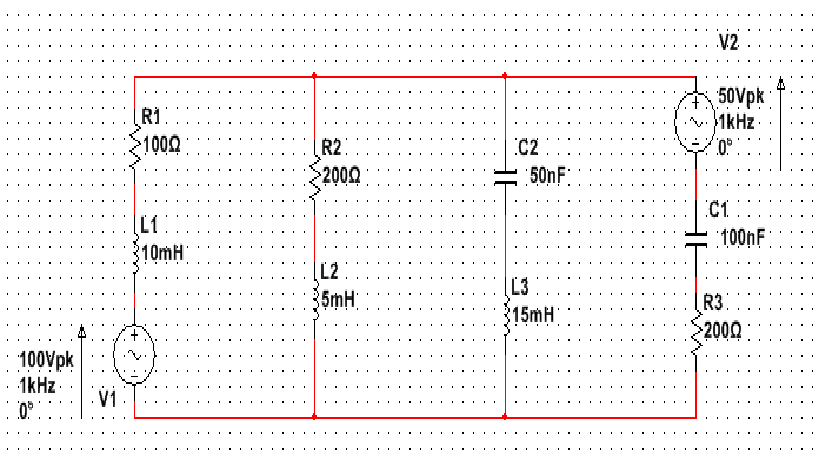 V2
50Vpk
1kHz
0°
R1
100Ω
R2
200Ω
C2
50nF
C1
100nF
L1
10mH
L2
5mH
L3
15mH
R3
200Ω
100Vpk
1kHz
0°
V1